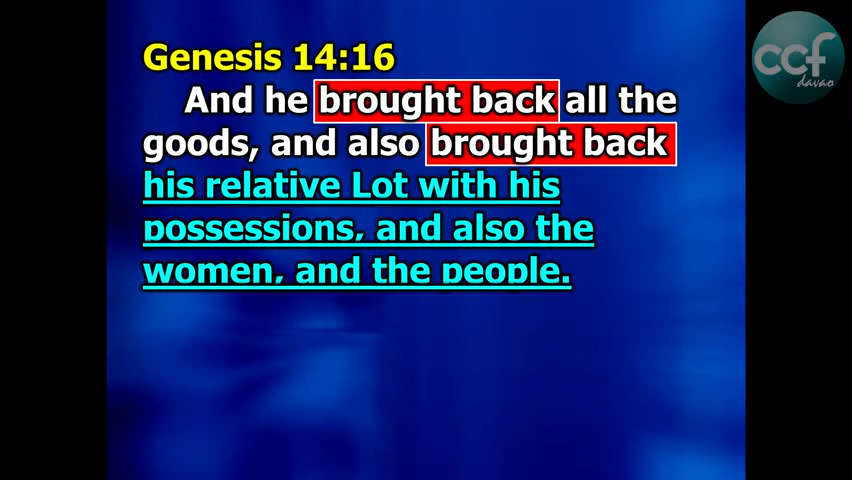 Genesis 14:16
And he brought back all the
goods, and also brought back
his relative Lot with his
possessions, and also the
women, and the people.
ccf
davao